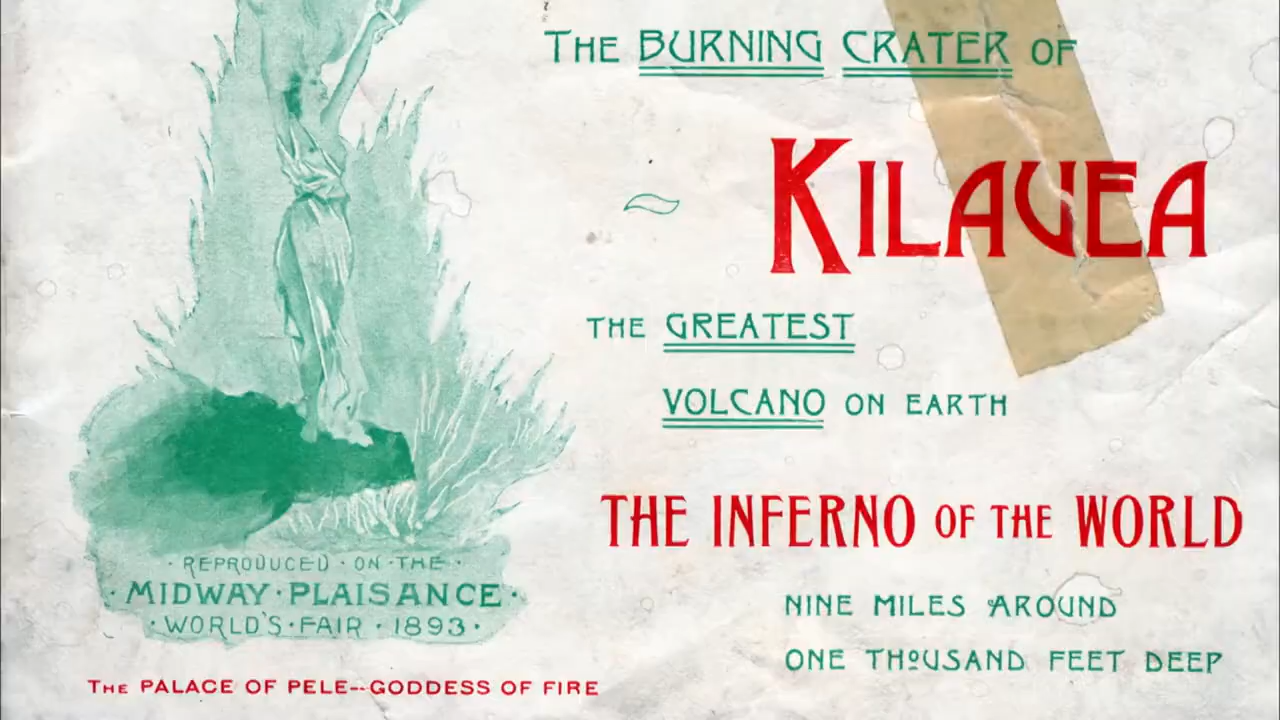 THE BURNING CRATER OF
KILAUEA
THE GREATEST
VOLCANO ON EARTH
THE INFERNO OF THE WORLD
NINE MILES AROUND
ONE THOUSAND FEET DEEP
· REPRODUCED · ON · THE ·
· MIDWAY · PLAISANCE ·
· WORLD'S · FAIR · 1893 ·
THE PALACE OF PELE--GODDESS OF FIRE